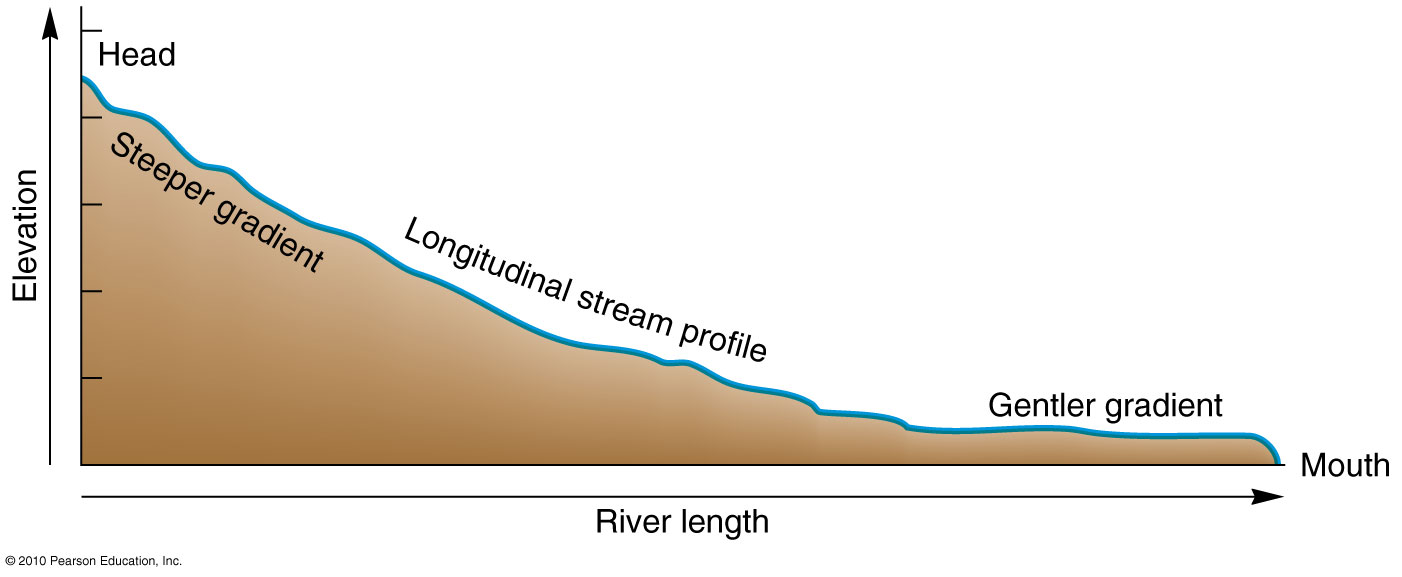 Head
Steeper gradient
Longitudinal stream profile
Gentler gradient
Elevation
Mouth
River length
© 2010 Pearson Education, Inc.